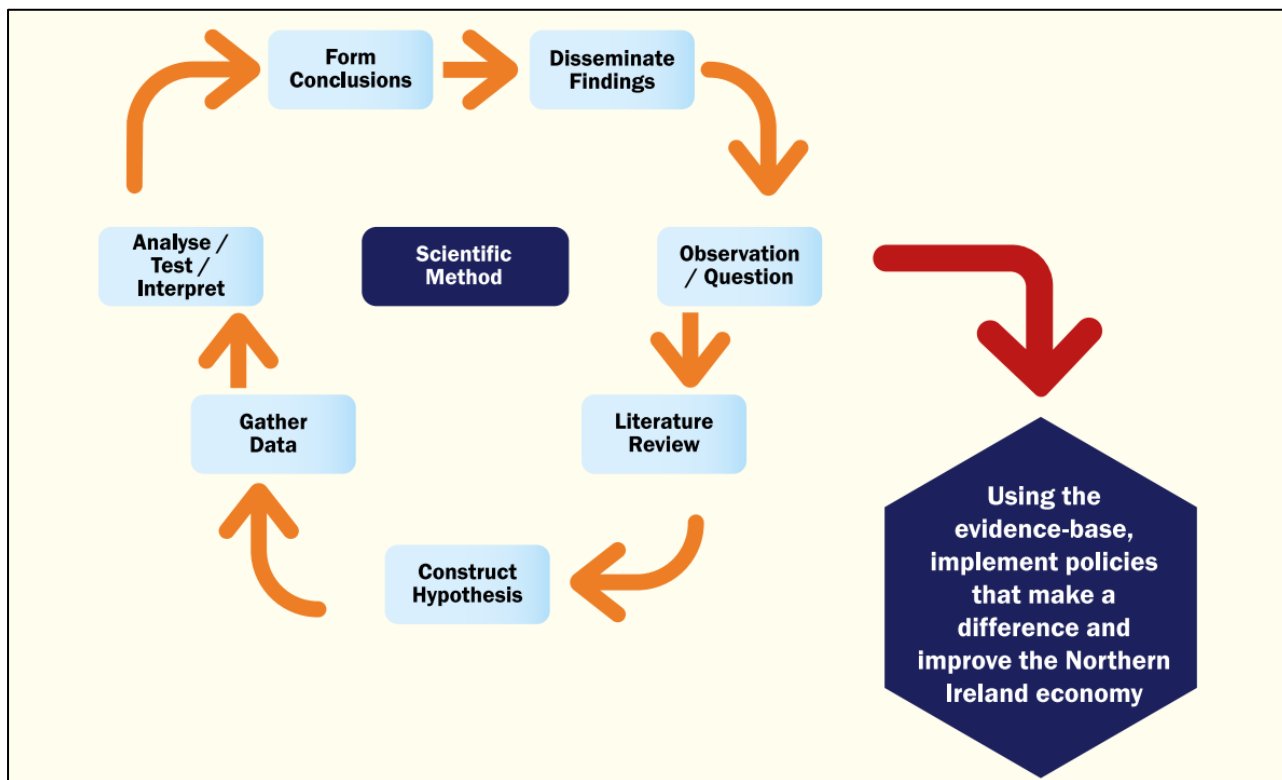 Form
Conclusions
Disseminate
Findings
Analyse /
Test /
Interpret
Scientific
Method
Observation
/ Question
Gather
Data
Literature
Review
Construct
Hypothesis
Using the
evidence-base,
implement policies
that make a
difference and
improve the Northern
Ireland economy